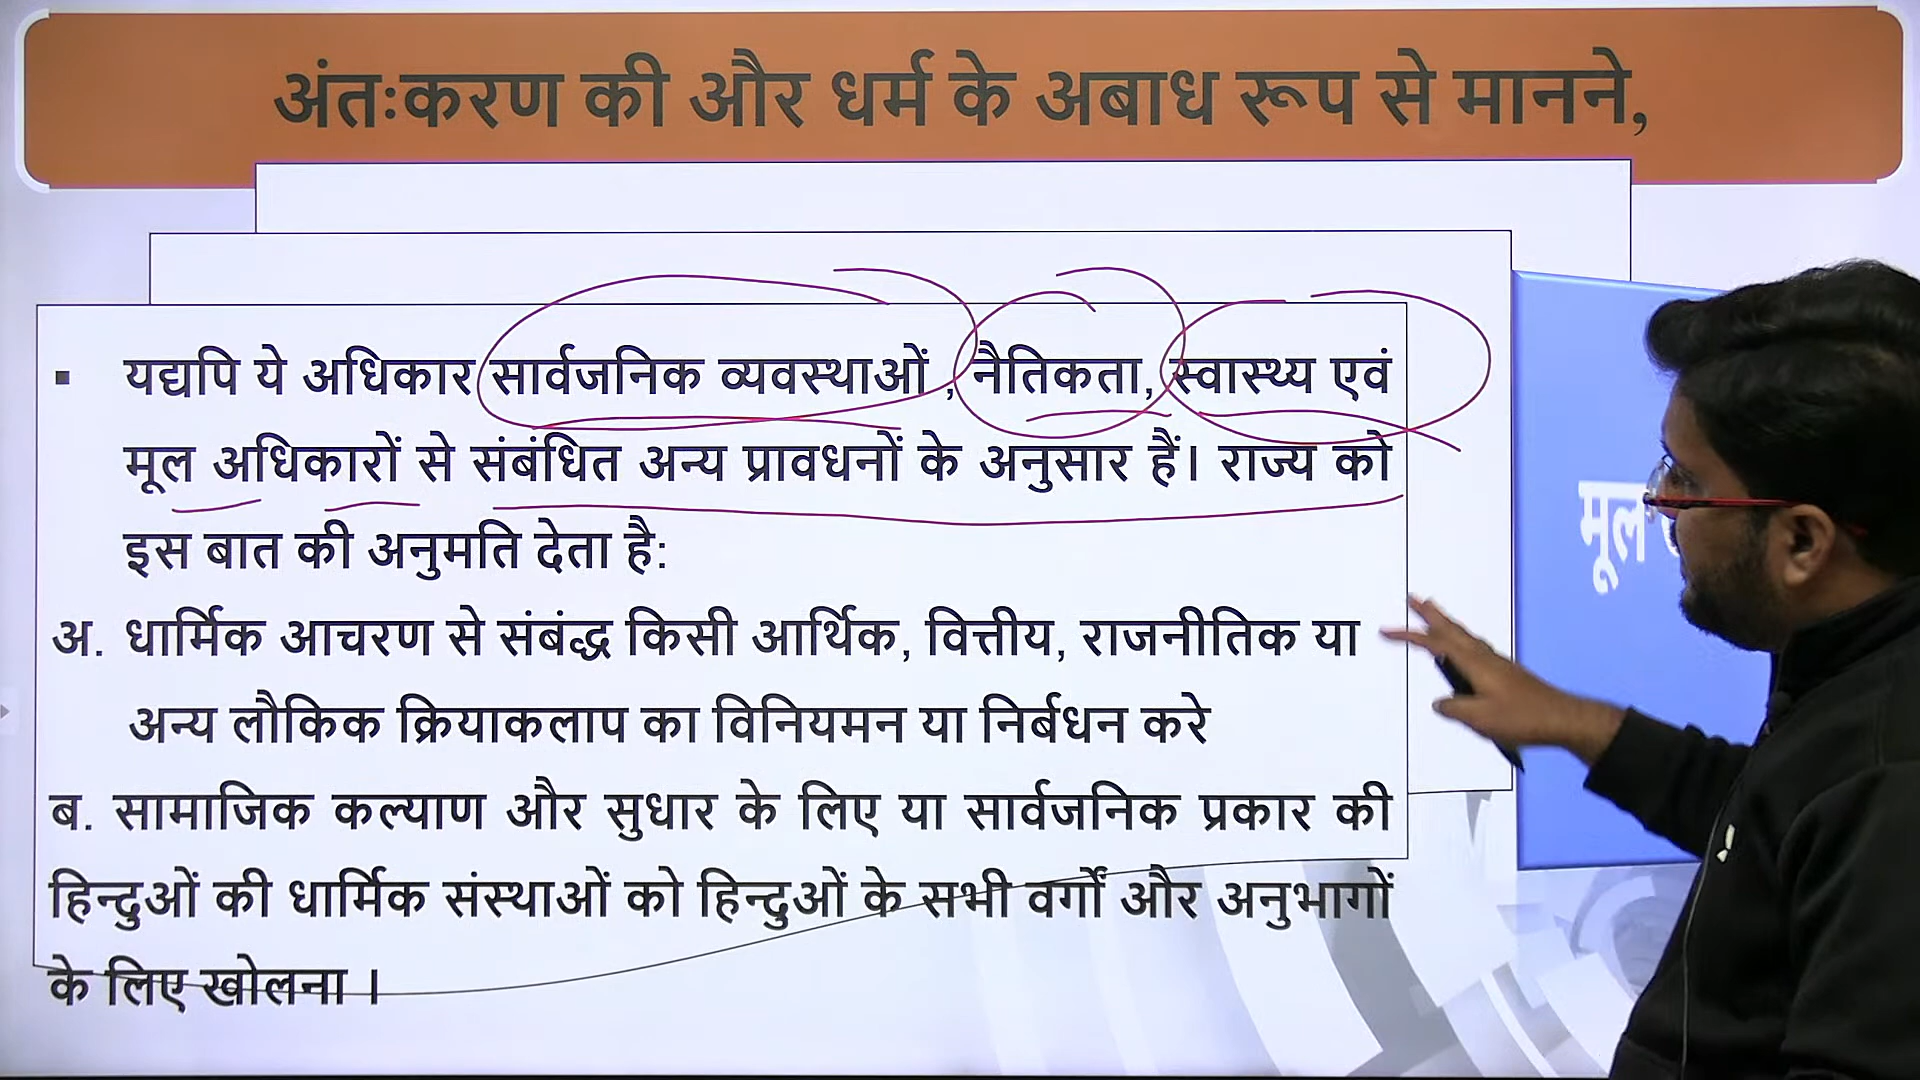 अंतःकरण की और धर्म के अबाध रूप से मानने,
▪ यद्यपि ये अधिकार सार्वजनिक व्यवस्थाओं , नैतिकता, स्वास्थ्य एवं
मूल अधिकारों से संबंधित अन्य प्रावधनों के अनुसार हैं। राज्य को
इस बात की अनुमति देता है:
अ. धार्मिक आचरण से संबंद्ध किसी आर्थिक, वित्तीय, राजनीतिक या
अन्य लौकिक क्रियाकलाप का विनियमन या निर्बधन करे
ब. सामाजिक कल्याण और सुधार के लिए या सार्वजनिक प्रकार की
हिन्दुओं की धार्मिक संस्थाओं को हिन्दुओं के सभी वर्गों और अनुभागों
के लिए खोलना ।
मूल